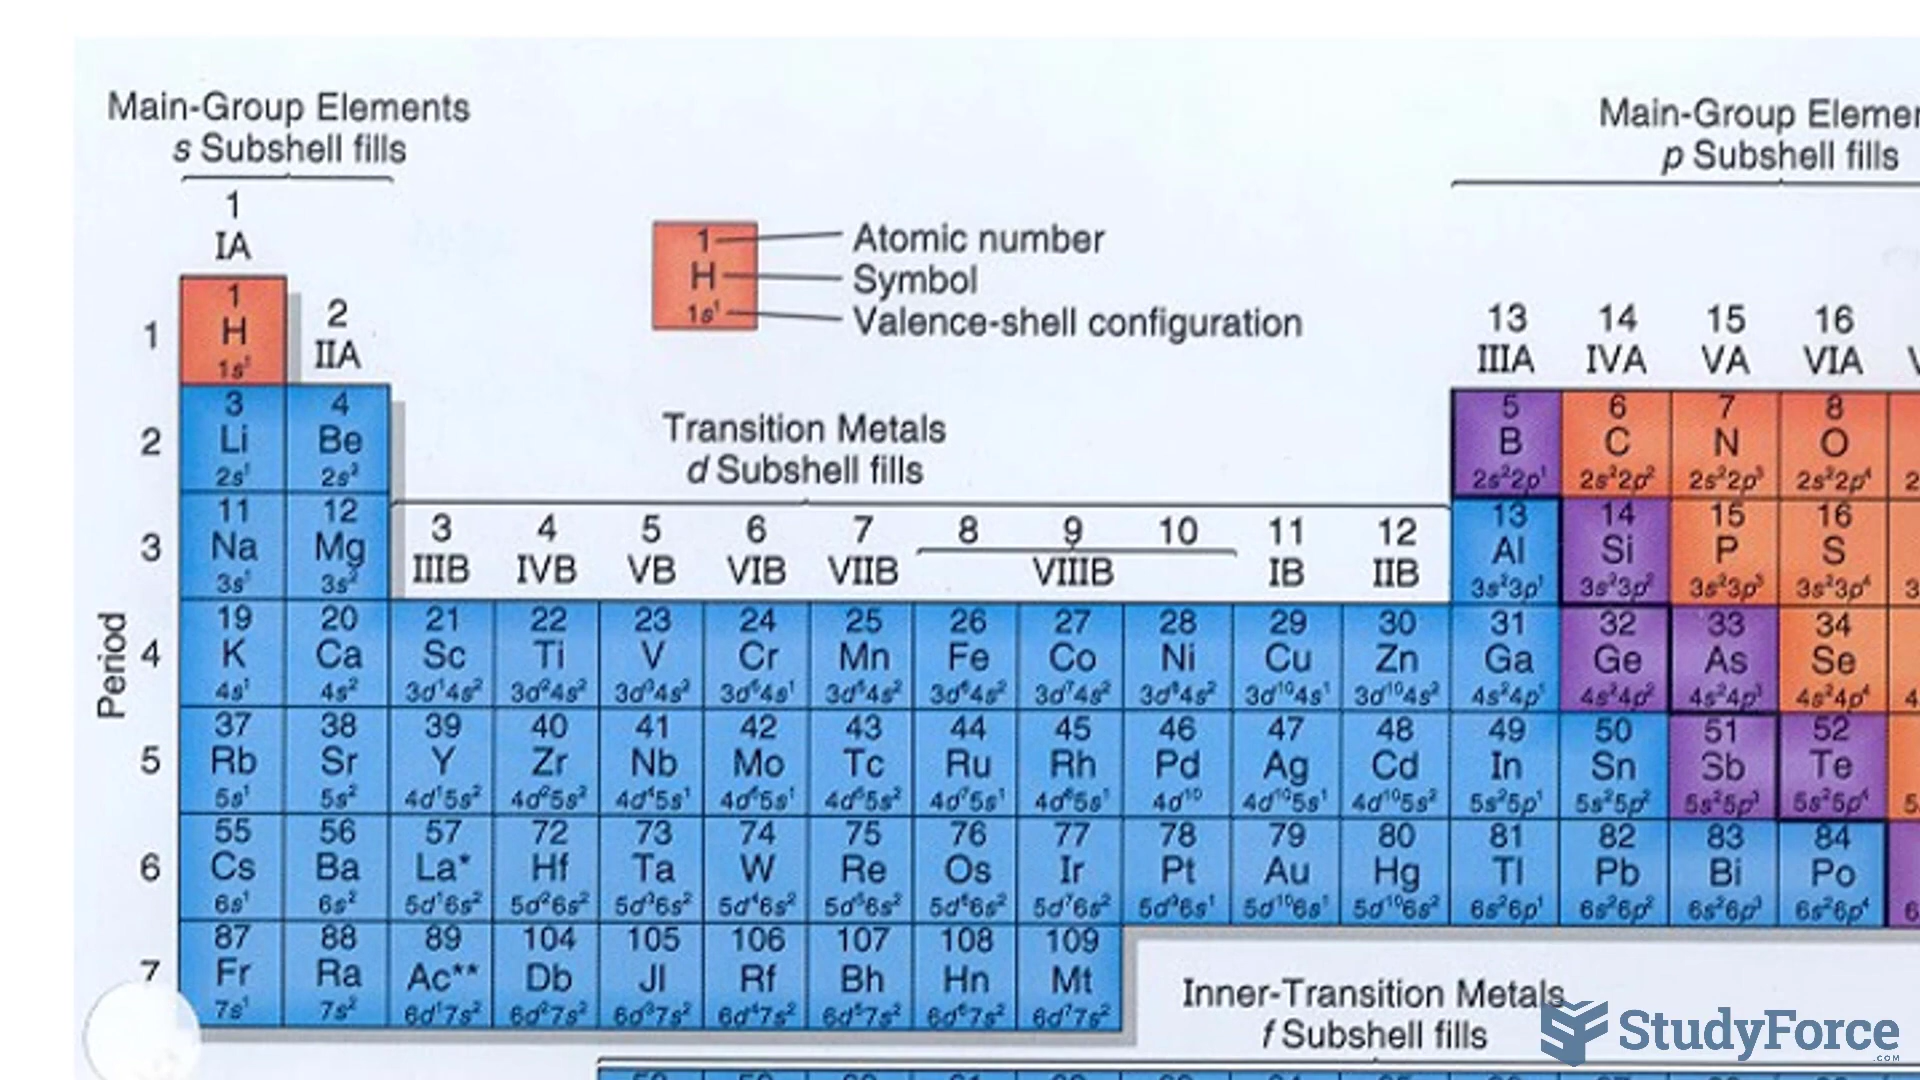 Main-Group Elements
s Subshell fills
Main-Group Elemen
p Subshell fills
1
IA
1 Atomic number
H Symbol
1s¹ Valence-shell configuration
1
1
H
1s¹
2
IIA
13 14 15 16
IIIA IVA VA VIA V
Transition Metals
d Subshell fills
2
3 4 5 6 7 8
Li Be B C N O
2s¹ 2s² 2s²2p¹ 2s²2p² 2s²2p³ 2s²2p⁴ 2
3 4 5 6 7 8 9 10 11 12
IIIB IVB VB VIB VIIB VIIIB IB IIB
3
11 12 13 14 15 16
Na Mg Al Si P S
3s¹ 3s² 3s²3p¹ 3s²3p² 3s²3p³ 3s²3p⁴ 3
Period
4
19 20 21 22 23 24 25 26 27 28 29 30 31 32 33 34
K Ca Sc Ti V Cr Mn Fe Co Ni Cu Zn Ga Ge As Se
4s¹ 4s² 3d¹4s² 3d²4s² 3d³4s² 3d⁵4s¹ 3d⁵4s² 3d⁶4s² 3d⁷4s² 3d⁸4s² 3d¹⁰4s¹ 3d¹⁰4s² 4s²4p¹ 4s²4p² 4s²4p³ 4s²4p⁴ 4
5
37 38 39 40 41 42 43 44 45 46 47 48 49 50 51 52
Rb Sr Y Zr Nb Mo Tc Ru Rh Pd Ag Cd In Sn Sb Te
5s¹ 5s² 4d¹5s² 4d²5s² 4d⁴5s¹ 4d⁵5s¹ 4d⁵5s² 4d⁷5s¹ 4d⁸5s¹ 4d¹⁰ 4d¹⁰5s¹ 4d¹⁰5s² 5s²5p¹ 5s²5p² 5s²5p³ 5s²5p⁴ 5
6
55 56 57 72 73 74 75 76 77 78 79 80 81 82 83 84
Cs Ba La* Hf Ta W Re Os Ir Pt Au Hg Tl Pb Bi Po
6s¹ 6s² 5d¹6s² 5d²6s² 5d³6s² 5d⁴6s² 5d⁵6s² 5d⁶6s² 5d⁷6s² 5d⁹6s¹ 5d¹⁰6s¹ 5d¹⁰6s² 6s²6p¹ 6s²6p² 6s²6p³ 6s²6p⁴ 6
7
87 88 89 104 105 106 107 108 109
Fr Ra Ac** Db Jl Rf Bh Hn Mt
7s¹ 7s² 6d¹7s² 6d²7s² 6d³7s² 6d⁴7s² 6d⁵7s² 6d⁶7s² 6d⁷7s²
Inner-Transition Metals
f Subshell fills
StudyForce
.COM